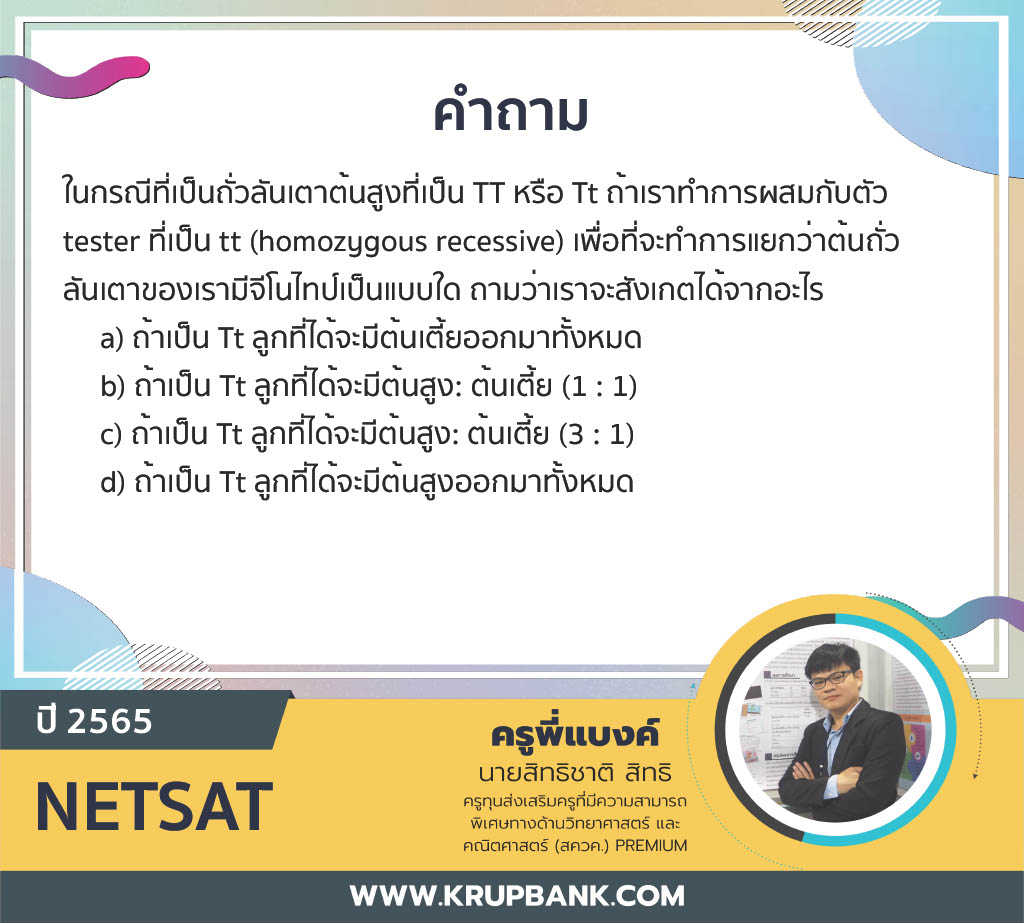 คำถาม
ในกรณีที่เป็นถั่วลันเตาต้นสูงที่เป็น TT หรือ Tt ถ้าเราทำการผสมกับตัว
tester ที่เป็น tt (homozygous recessive) เพื่อที่จะทำการแยกว่าต้นถั่ว
ลันเตาของเรามีจีโนไทป์เป็นแบบใด ถามว่าเราจะสังเกตได้จากอะไร
a) ถ้าเป็น Tt ลูกที่ได้จะมีต้นเตี้ยออกมาทั้งหมด
b) ถ้าเป็น Tt ลูกที่ได้จะมีต้นสูง: ต้นเตี้ย (1 : 1)
c) ถ้าเป็น Tt ลูกที่ได้จะมีต้นสูง: ต้นเตี้ย (3 : 1)
d) ถ้าเป็น Tt ลูกที่ได้จะมีต้นสูงออกมาทั้งหมด
ปี 2565
NETSAT
ครูพี่แบงค์
นายสิทธิชาติ สิทธิ
ครูทุนส่งเสริมครูที่มีความสามารถ
พิเศษทางด้านวิทยาศาสตร์ และ
คณิตศาสตร์ (สควค.) PREMIUM
WWW.KRUPBANK.COM